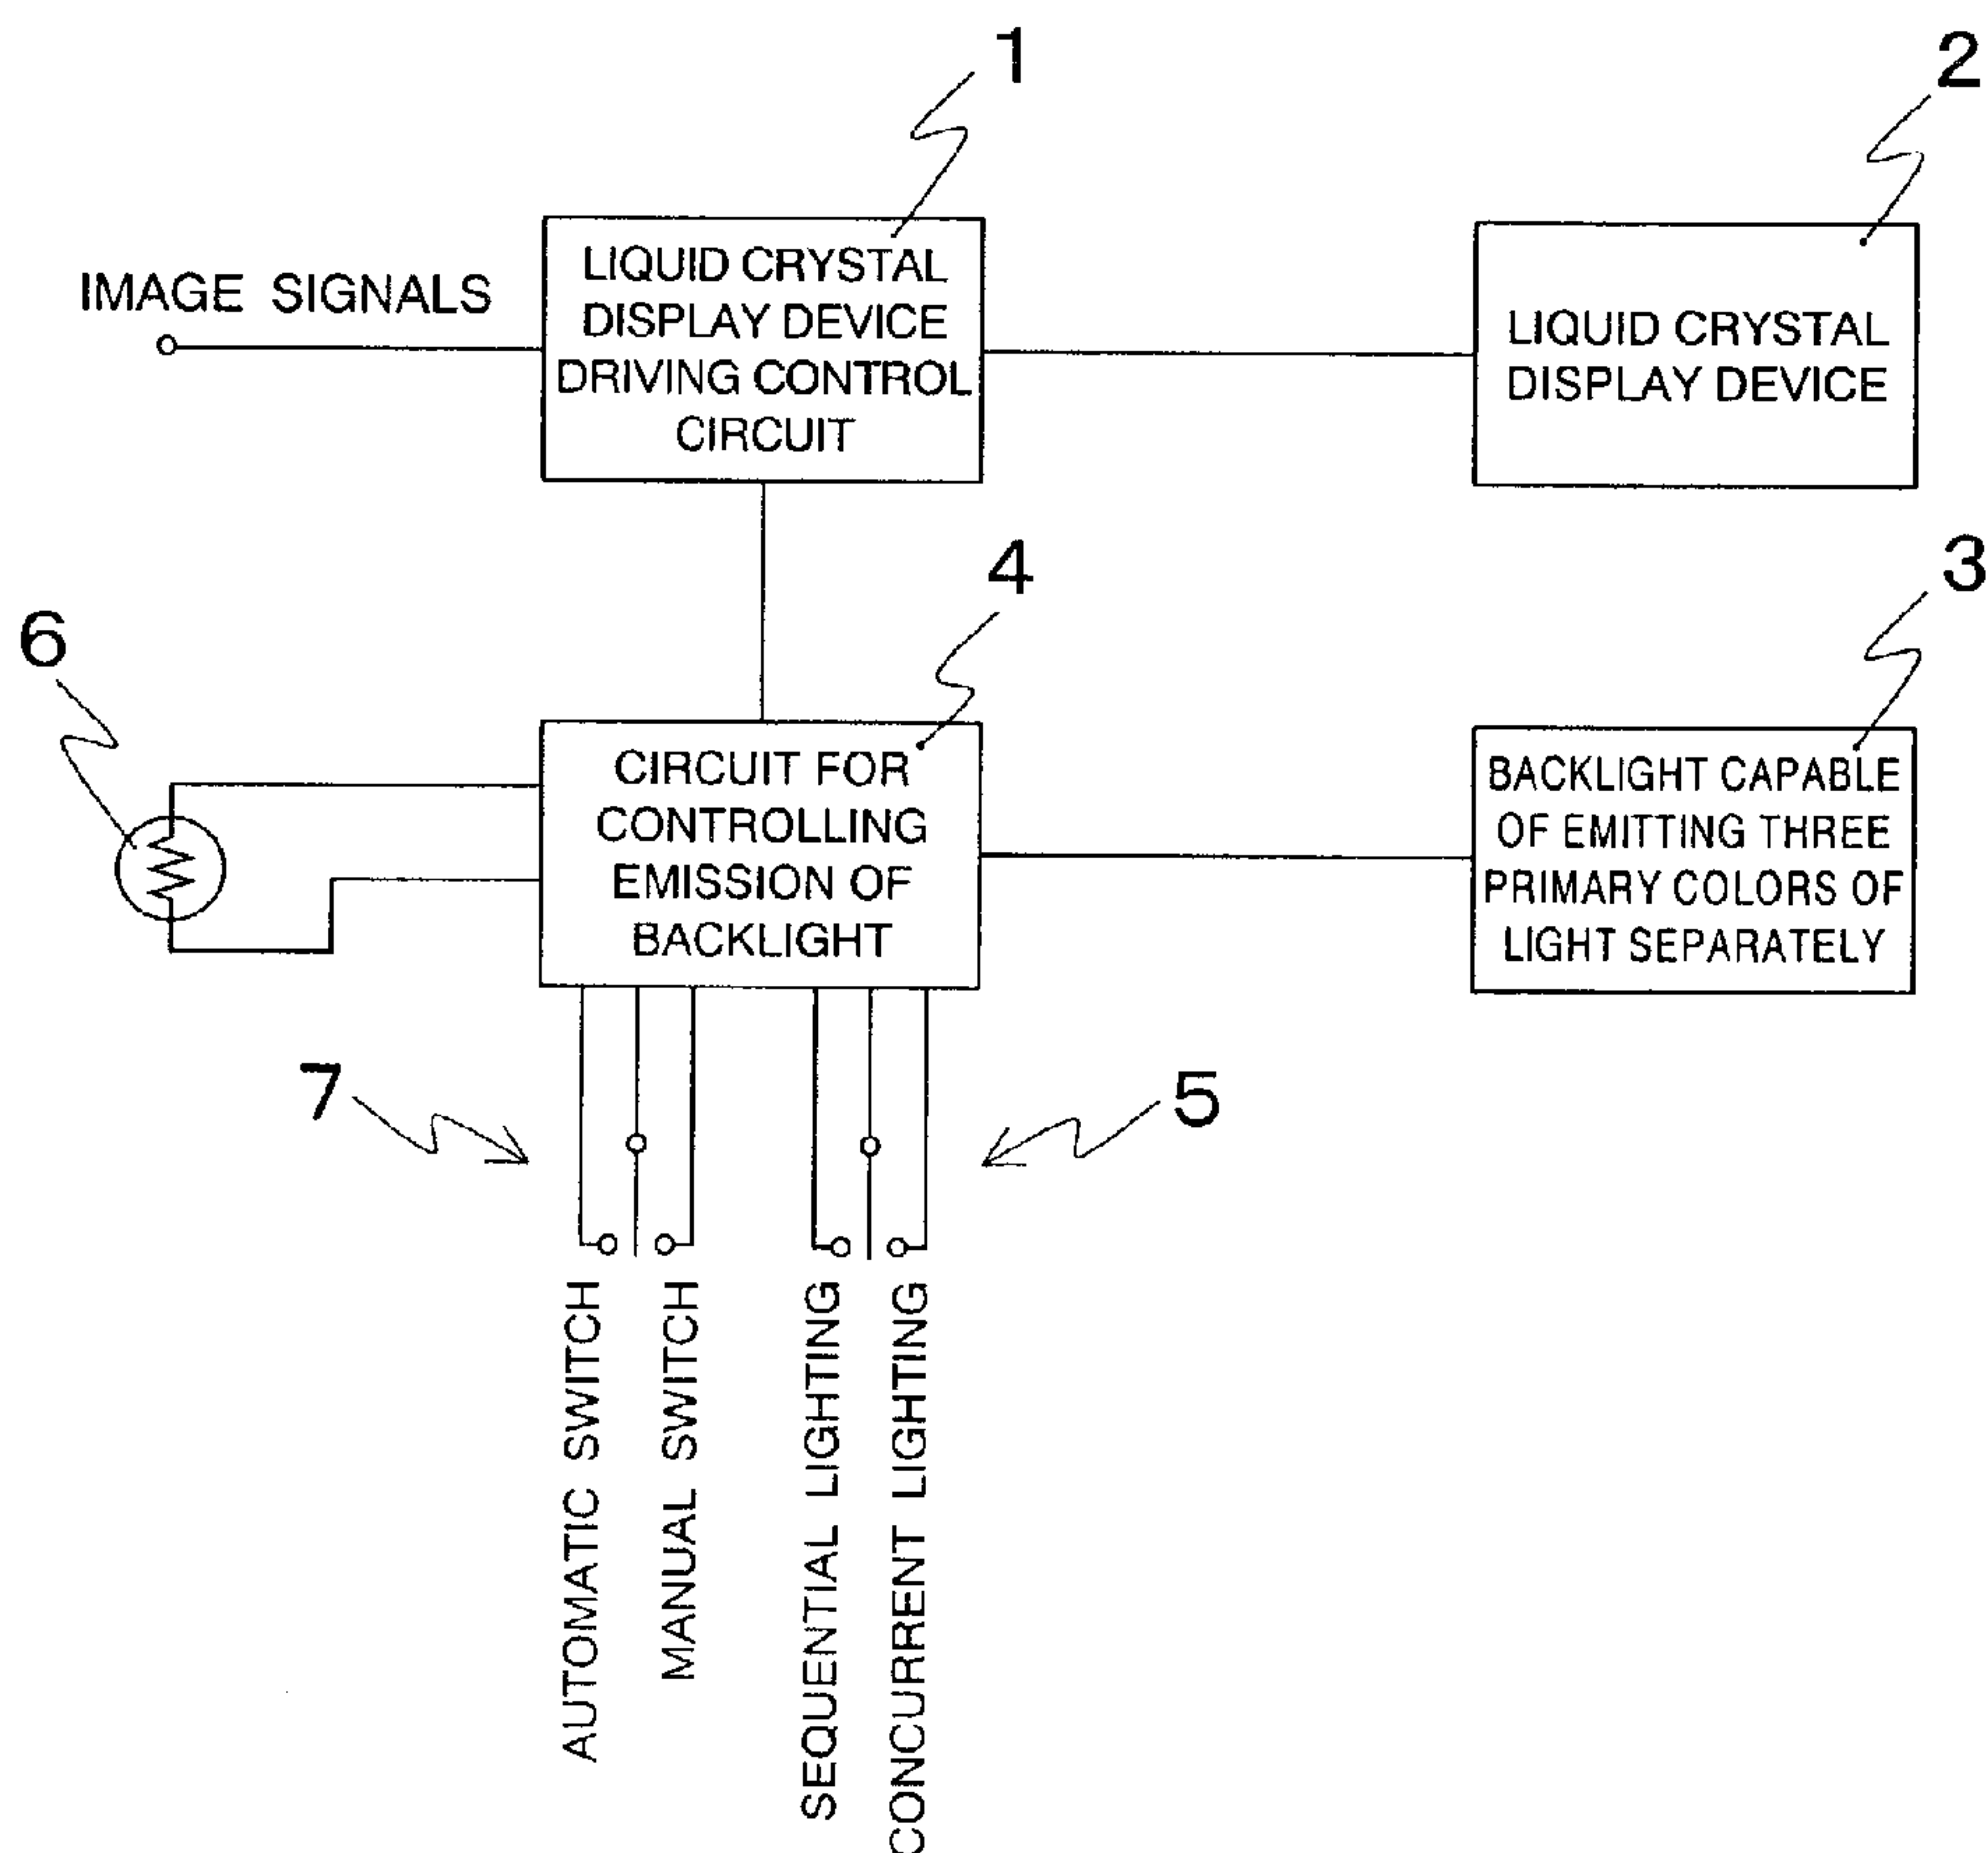 1
2
IMAGE SIGNALS
LIQUID CRYSTAL
DISPLAY DEVICE
DRIVING CONTROL
CIRCUIT
LIQUID CRYSTAL
DISPLAY DEVICE
4
3
6
CIRCUIT FOR
CONTROLLING
EMISSION OF
BACKLIGHT
BACKLIGHT CAPABLE
OF EMITTING THREE
PRIMARY COLORS OF
LIGHT SEPARATELY
7
5
AUTOMATIC SWITCH
MANUAL SWITCH
SEQUENTIAL LIGHTING
CONCURRENT LIGHTING